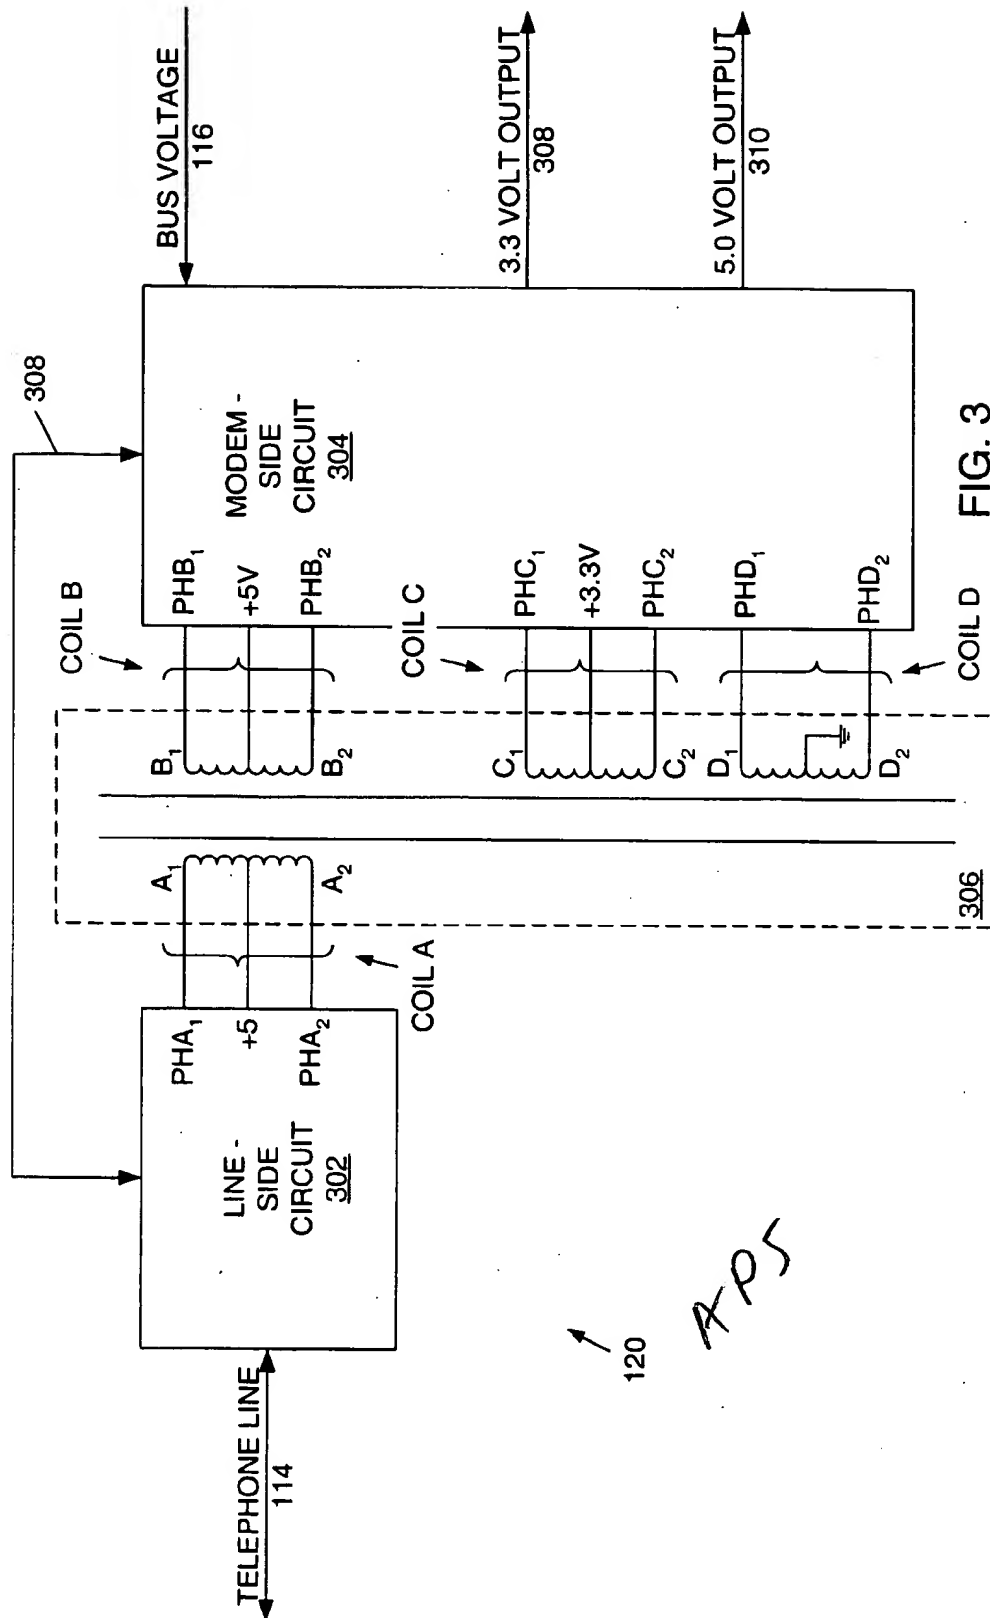 308
BUS VOLTAGE
116
TELEPHONE LINE
114
LINE -
SIDE
CIRCUIT
302
PHA1
+5
PHA2
COIL A
A1
A2
B1
B2
COIL B
PHB1
+5V
PHB2
MODEM -
SIDE
CIRCUIT
304
C1
C2
COIL C
PHC1
+3.3V
PHC2
3.3 VOLT OUTPUT
308
D1
D2
PHD1
PHD2
COIL D
5.0 VOLT OUTPUT
310
120
306
APS
FIG. 3